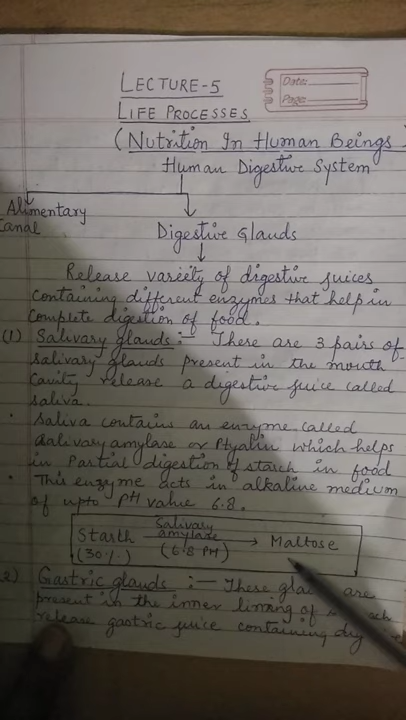 LECTURE-5
Date:
Page:
LIFE PROCESSES
(Nutrition In Human Beings
Human Digestive System
Alimentary
Canal
Digestive Glands
Release vareity of digestive juices
containing different enzymes that help in
complete digestion of food.
(1) Salivary glands :- There are 3 pairs of
salivary glands present in the mouth
cavity release a digestive juice called
saliva.
• Saliva contains an enzyme called
salivary amylase or Ptyalin which helps
in Partial digestion of starch in food
• This enzyme acts in alkaline medium
of upto PH value 6.8.
Salivary
Starch amylase → Maltose
(30%) (6.8 PH)
2) Gastric glands :- These are
present in the inner lining of
release gastric juice containing